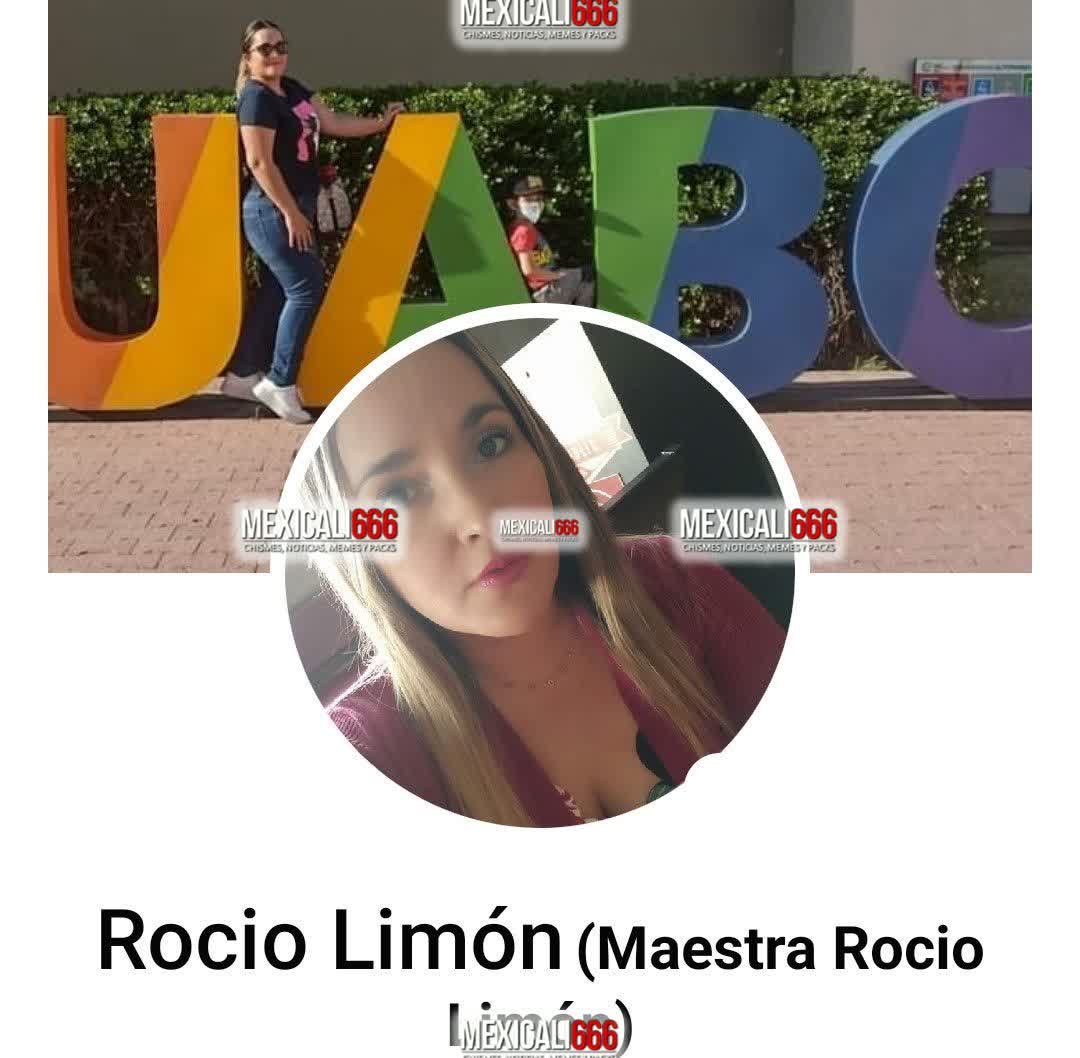 MEXICALI666
CHISMES, NOTICIAS, MEMES Y PACKS
UABC
MEXICALI666
CHISMES, NOTICIAS, MEMES Y PACKS
MEXICALI666
MEXICALI666
CHISMES, NOTICIAS, MEMES Y PACKS
Rocio Limón (Maestra Rocio
Limón)
MEXICALI666